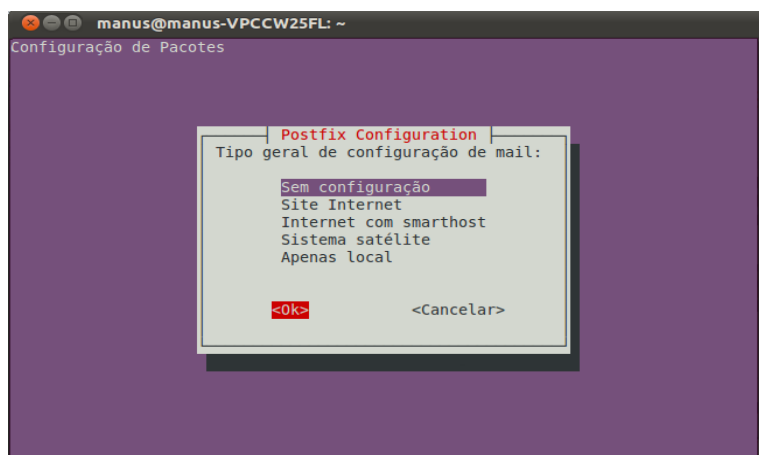 manus@manus-VPCCW25FL: ~
Configuração de Pacotes
Postfix Configuration
Tipo geral de configuração de mail:
Sem configuração
Site Internet
Internet com smarthost
Sistema satélite
Apenas local
<Ok> <Cancelar>